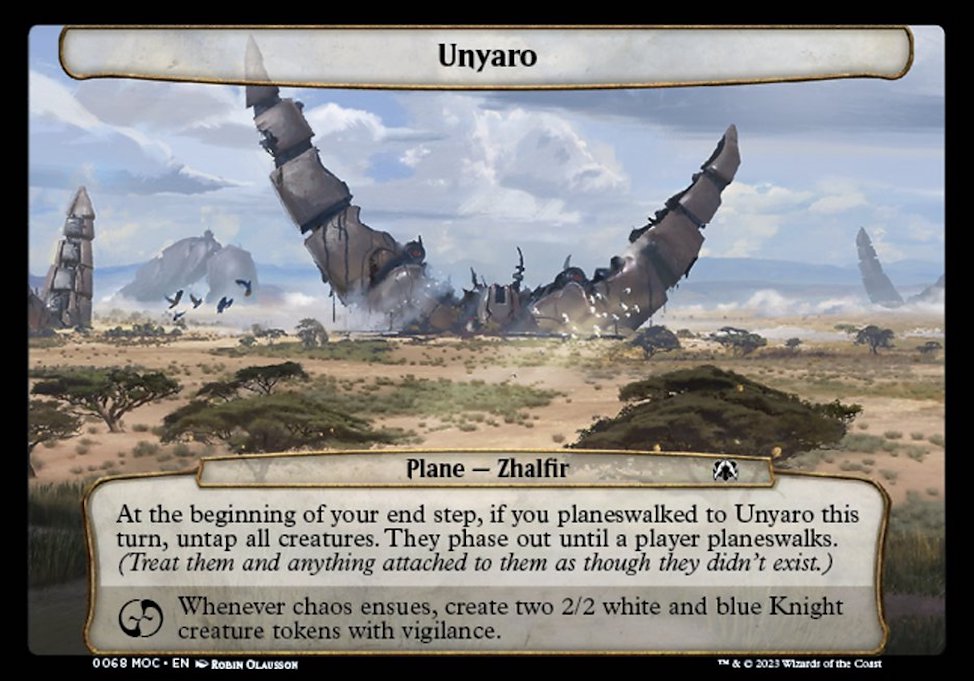 Unyaro
Plane — Zhalfir
At the beginning of your end step, if you planeswalked to Unyaro this
turn, untap all creatures. They phase out until a player planeswalks.
(Treat them and anything attached to them as though they didn't exist.)
Whenever chaos ensues, create two 2/2 white and blue Knight
creature tokens with vigilance.
0068 MOC • EN Robin Olausson
™ & © 2023 Wizards of the Coast